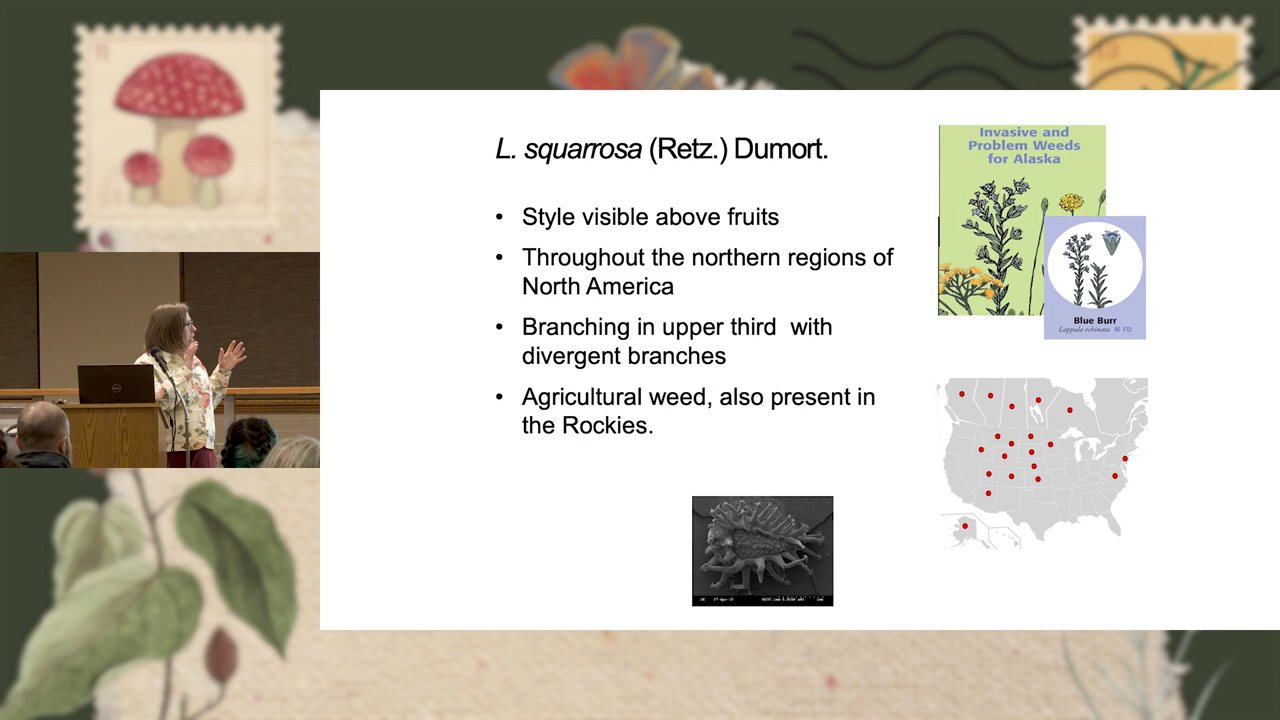 L. squarrosa (Retz.) Dumort.
• Style visible above fruits
• Throughout the northern regions of
North America
• Branching in upper third with
divergent branches
• Agricultural weed, also present in
the Rockies.
Invasive and
Problem Weeds
for Alaska
Blue Burr
Lappula echinata ⌘ FD
DELL